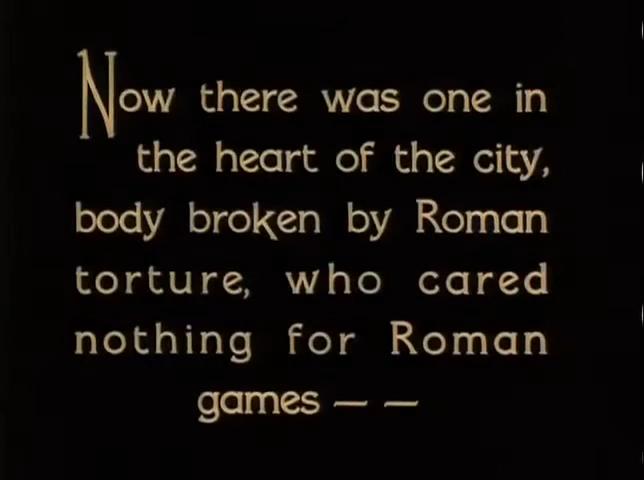 Now there was one in
the heart of the city,
body broken by Roman
torture, who cared
nothing for Roman
games — —